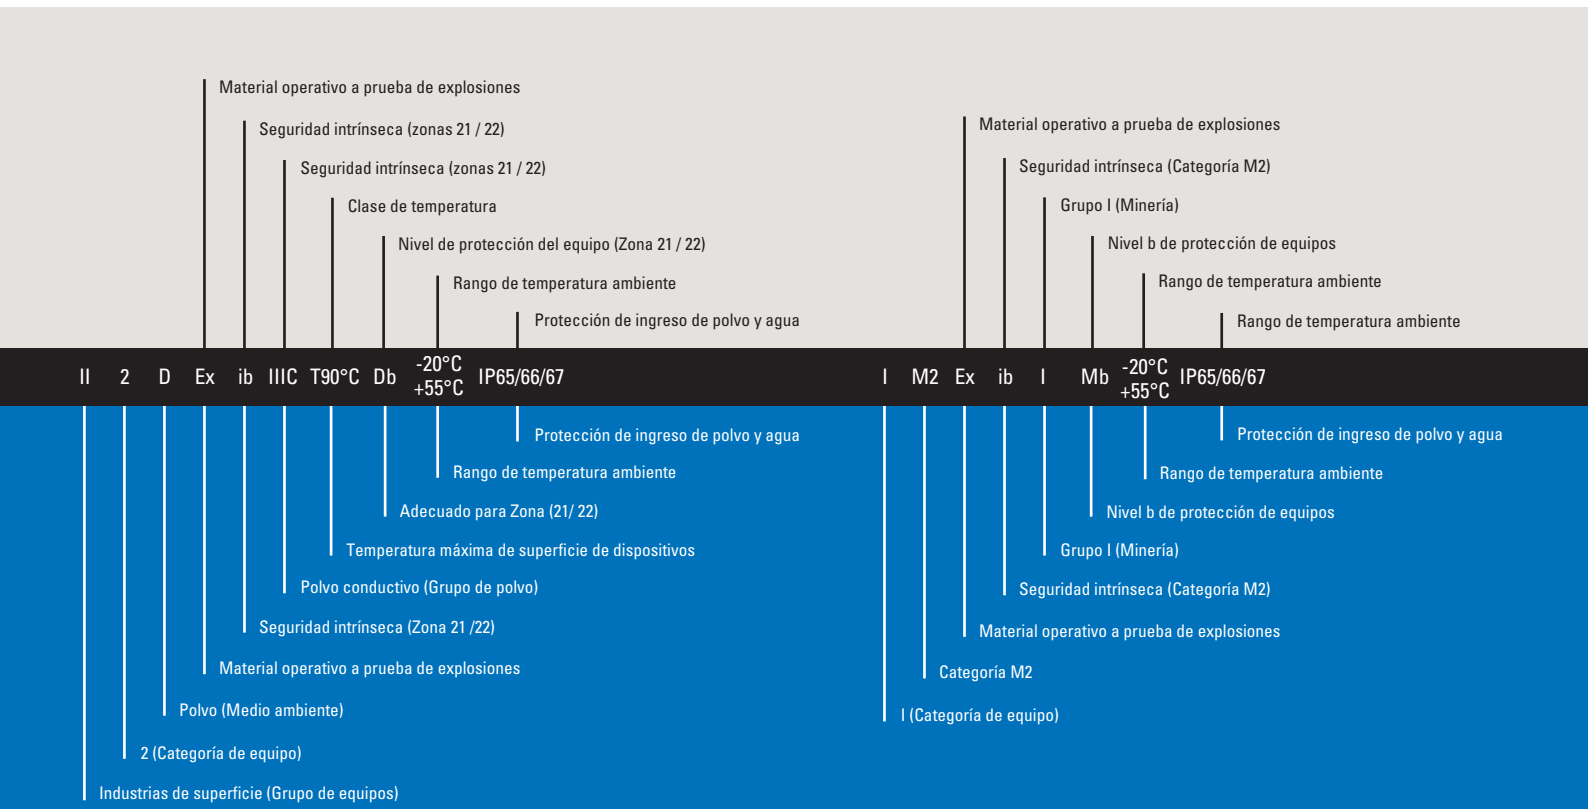 Material operativo a prueba de explosiones
Seguridad intrínseca (zonas 21 / 22)
Seguridad intrínseca (zonas 21 / 22)
Clase de temperatura
Nivel de protección del equipo (Zona 21 / 22)
Rango de temperatura ambiente
Protección de ingreso de polvo y agua
Material operativo a prueba de explosiones
Seguridad intrínseca (Categoría M2)
Grupo I (Minería)
Nivel b de protección de equipos
Rango de temperatura ambiente
Rango de temperatura ambiente
II 2 D Ex ib IIIC T90°C Db -20°C +55°C IP65/66/67
I M2 Ex ib I Mb -20°C +55°C IP65/66/67
Protección de ingreso de polvo y agua
Rango de temperatura ambiente
Adecuado para Zona (21/ 22)
Temperatura máxima de superficie de dispositivos
Polvo conductivo (Grupo de polvo)
Seguridad intrínseca (Zona 21 /22)
Material operativo a prueba de explosiones
Polvo (Medio ambiente)
2 (Categoría de equipo)
Industrias de superficie (Grupo de equipos)
Protección de ingreso de polvo y agua
Rango de temperatura ambiente
Nivel b de protección de equipos
Grupo I (Minería)
Seguridad intrínseca (Categoría M2)
Material operativo a prueba de explosiones
Categoría M2
I (Categoría de equipo)